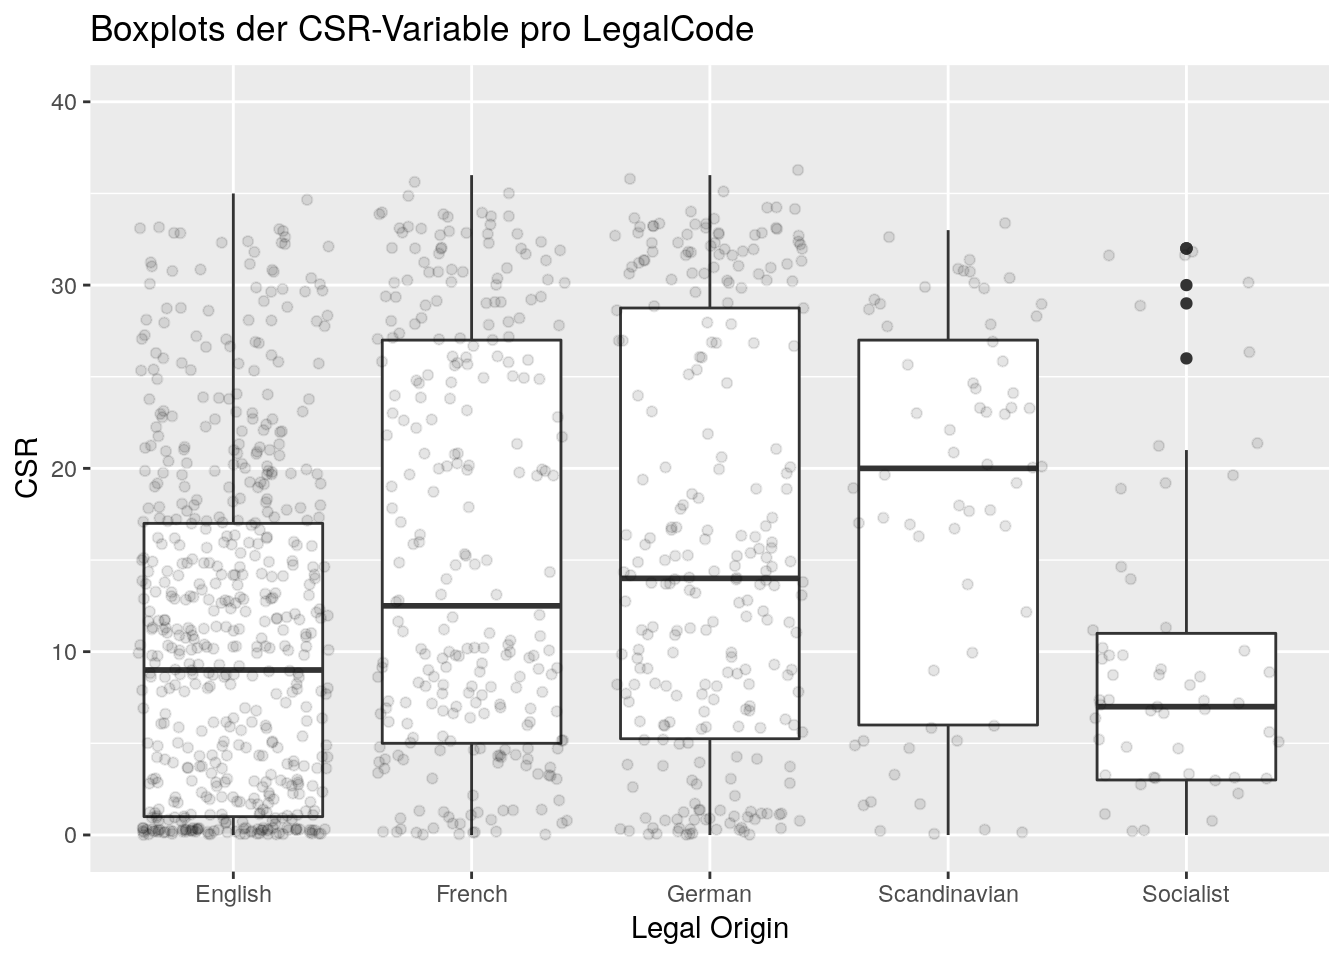 Boxplots der CSR-Variable pro LegalCode
40
30
20
10
0
CSR
English French German Scandinavian Socialist
Legal Origin